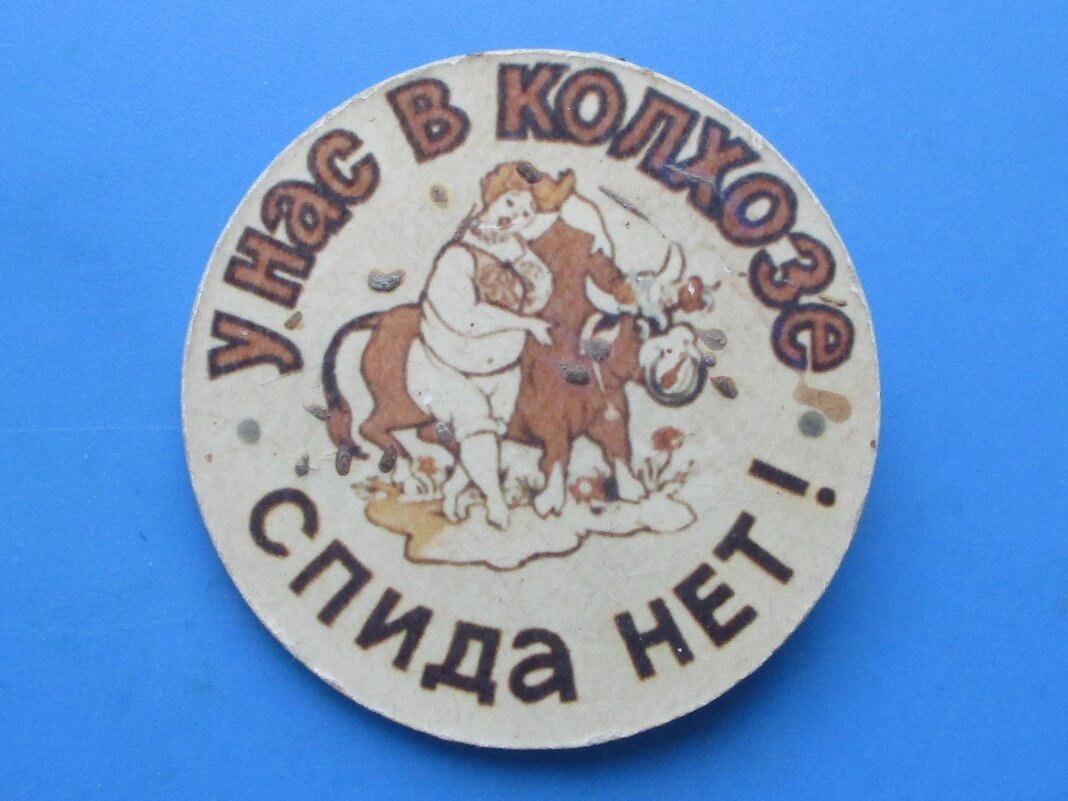 у нас в колхозе
спида нет!